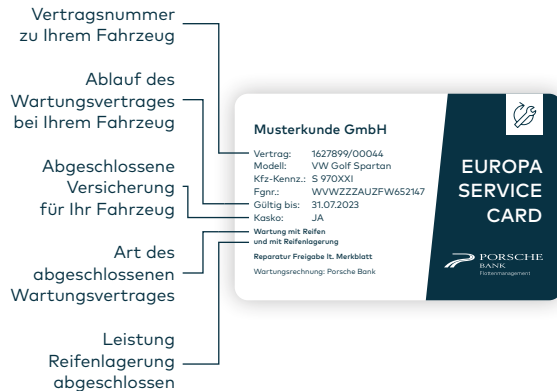 Vertragsnummer
zu Ihrem Fahrzeug
Ablauf des
Wartungsvertrages
bei Ihrem Fahrzeug
Abgeschlossene
Versicherung
für Ihr Fahrzeug
Art des
abgeschlossenen
Wartungsvertrages
Leistung
Reifenlagerung
abgeschlossen
Musterkunde GmbH
Vertrag: 1627899/00044
Modell: VW Golf Spartan
Kfz-Kennz.: S 970XXI
Fgnr.: WVWZZZAUZFW652147
Gültig bis: 31.07.2023
Kasko: JA
Wartung mit Reifen
und mit Reifenlagerung
Reparatur Freigabe lt. Merkblatt
Wartungsrechnung: Porsche Bank
EUROPA
SERVICE
CARD
PORSCHE
BANK
Flottenmanagement